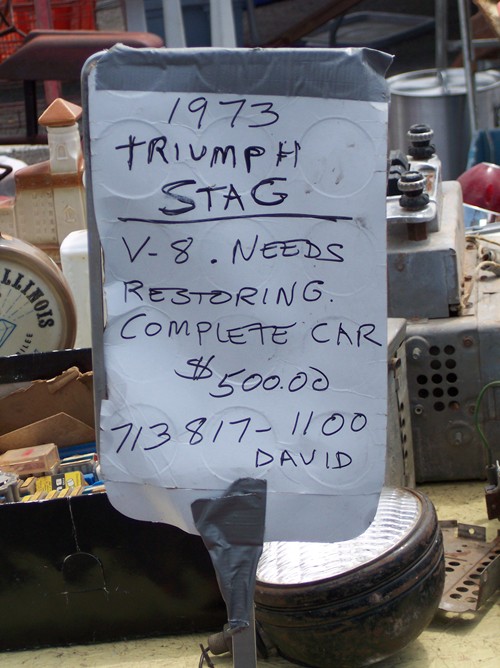 1973
TRIUMPH
STAG
V-8. NEEDS
RESTORING.
COMPLETE CAR
$500.00
713 817-1100
DAVID
ILLINOIS